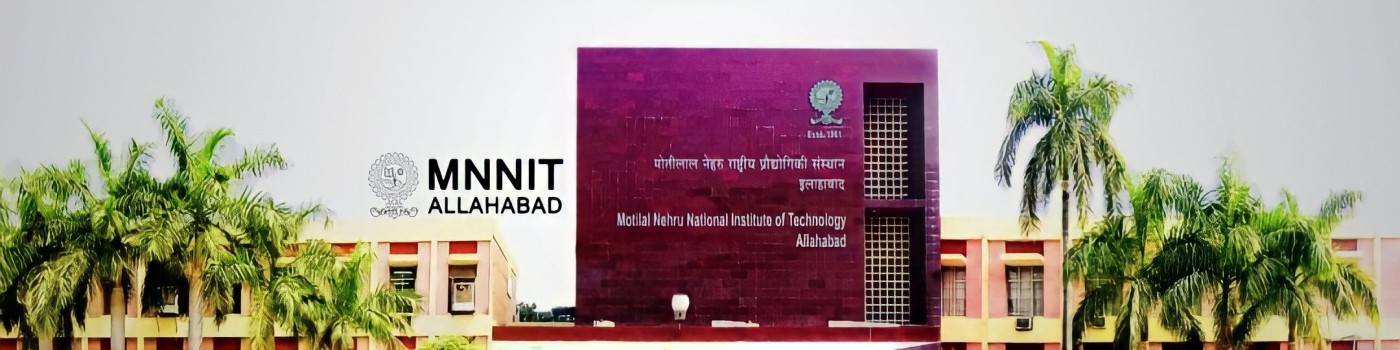 MNNIT
ALLAHABAD
Estd. 1961
मोतीलाल नेहरु राष्ट्रीय प्रौद्योगिकी संस्थान
इलाहाबाद
Motilal Nehru National Institute of Technology
Allahabad